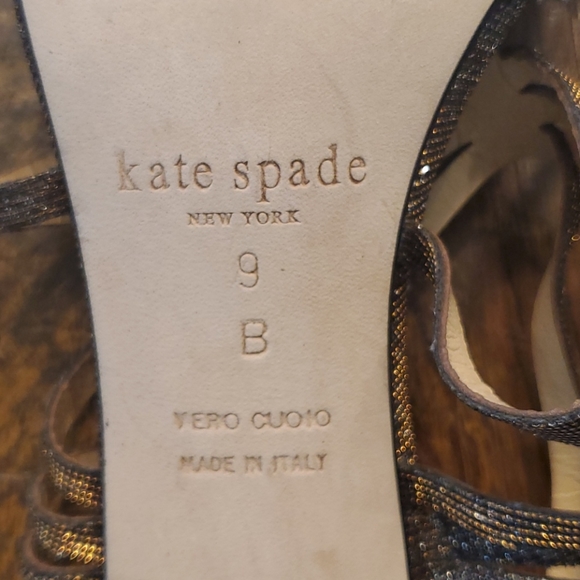 kate spade
NEW YORK
9
B
VERO CUOIO
MADE IN ITALY